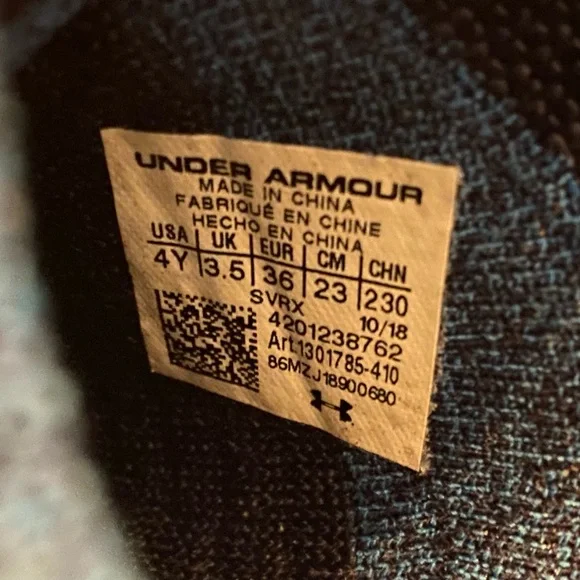 UNDER ARMOUR
MADE IN CHINA
FABRIQUÉ EN CHINE
HECHO EN CHINA
USA UK EUR CM CHN
4Y 3.5 36 23 230
SVRX 10/18
4201238762
Art.1301785-410
86MZJ18900680